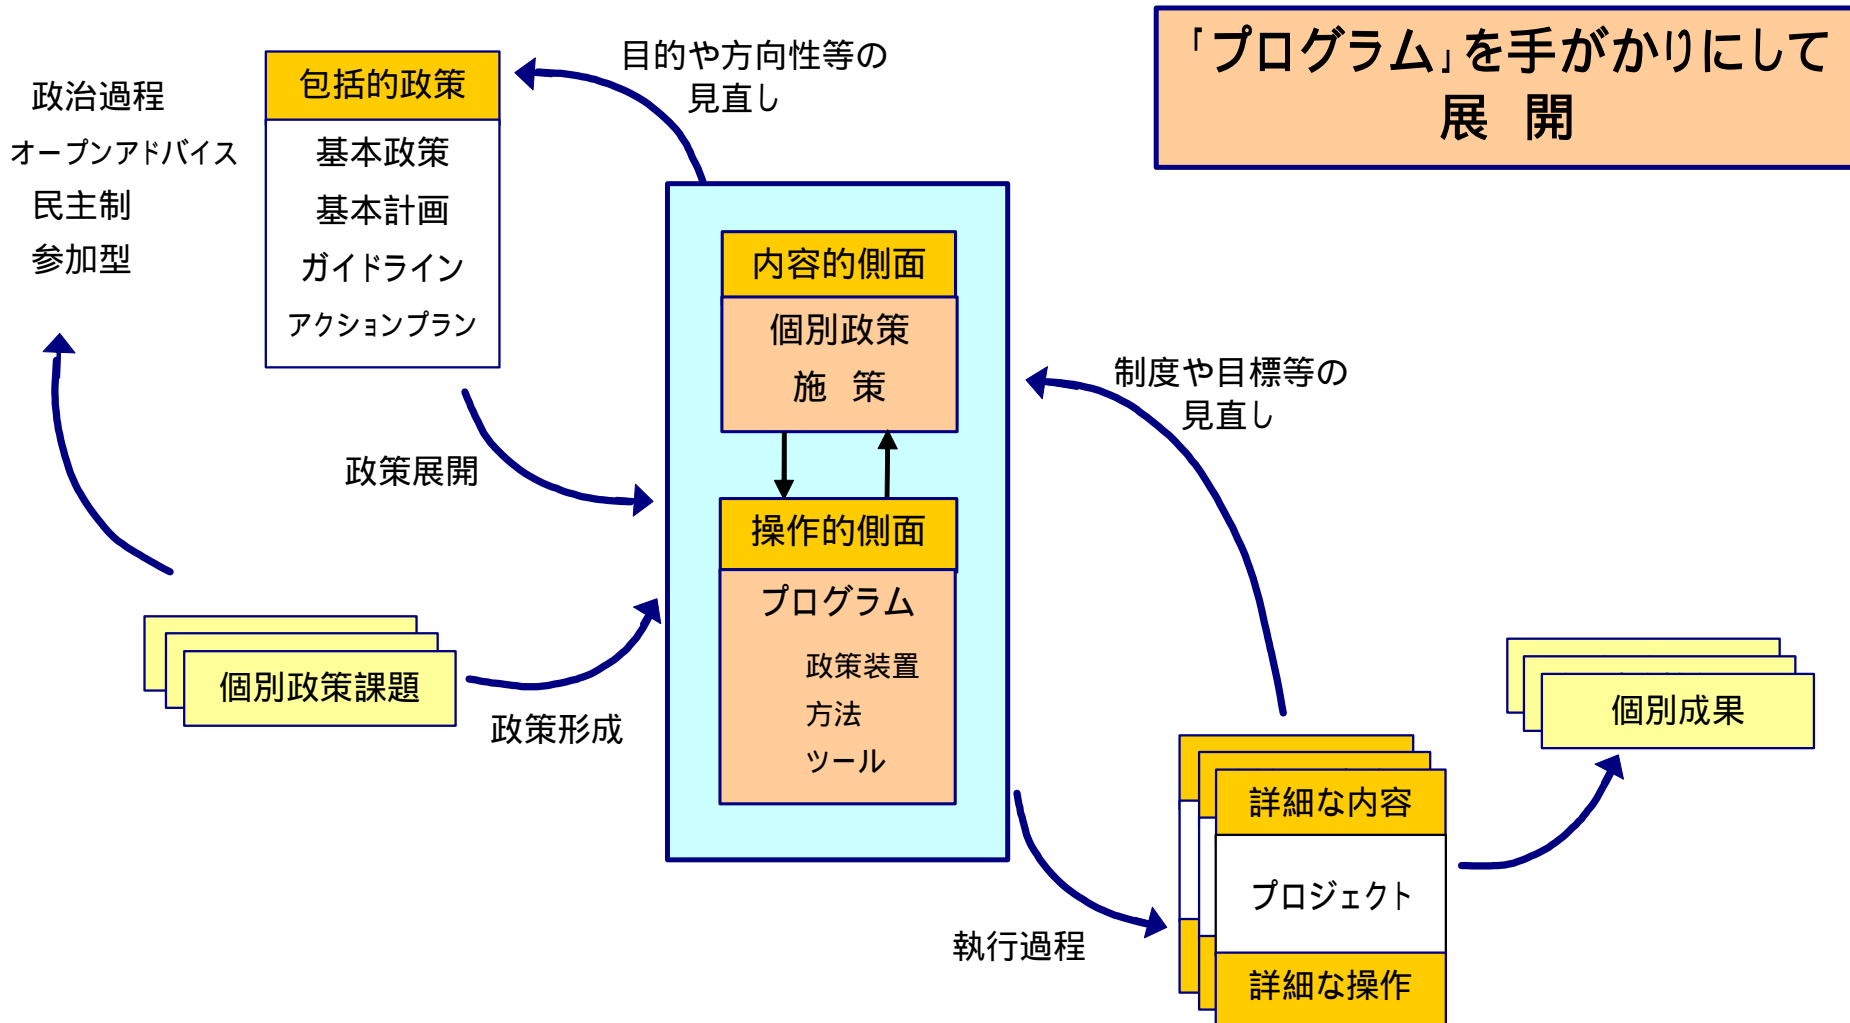 「プログラム」を手がかりにして
展 開
政治過程
オープンアドバイス
民主制
参加型
包括的政策
基本政策
基本計画
ガイドライン
アクションプラン
目的や方向性等の
見直し
政策展開
個別政策課題
政策形成
内容的側面
個別政策
施 策
操作的側面
プログラム
政策装置
方法
ツール
制度や目標等の
見直し
執行過程
詳細な内容
プロジェクト
詳細な操作
個別成果